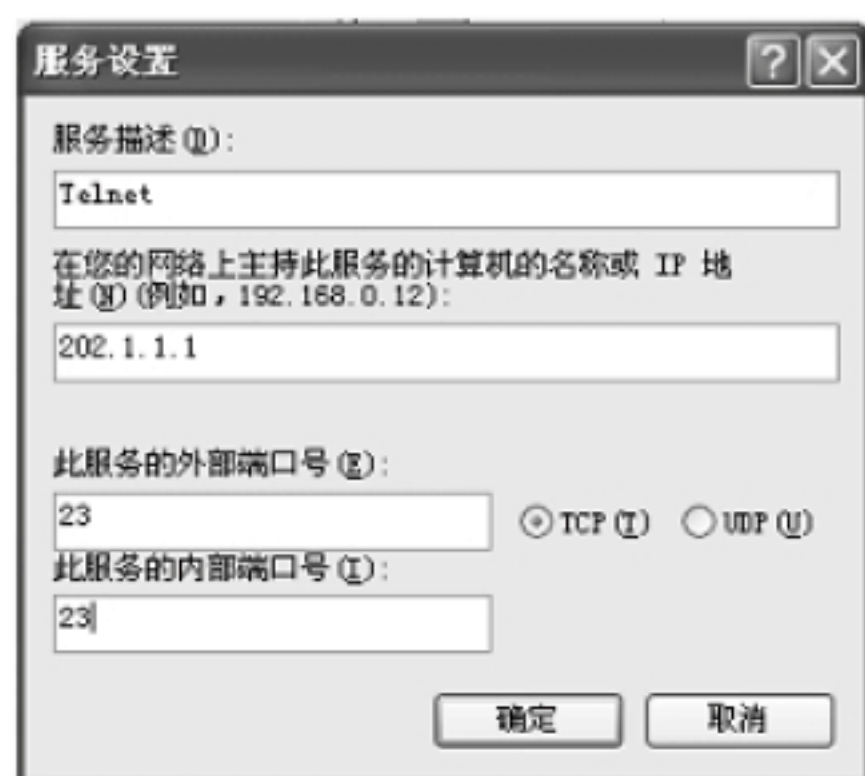 服务设置
服务描述(D):
Telnet
在您的网络上主持此服务的计算机的名称或 IP 地
址(N)(例如，192.168.0.12):
202.1.1.1
此服务的外部端口号(E):
23
TCP(T) UDP(U)
此服务的内部端口号(I):
23
确定 取消